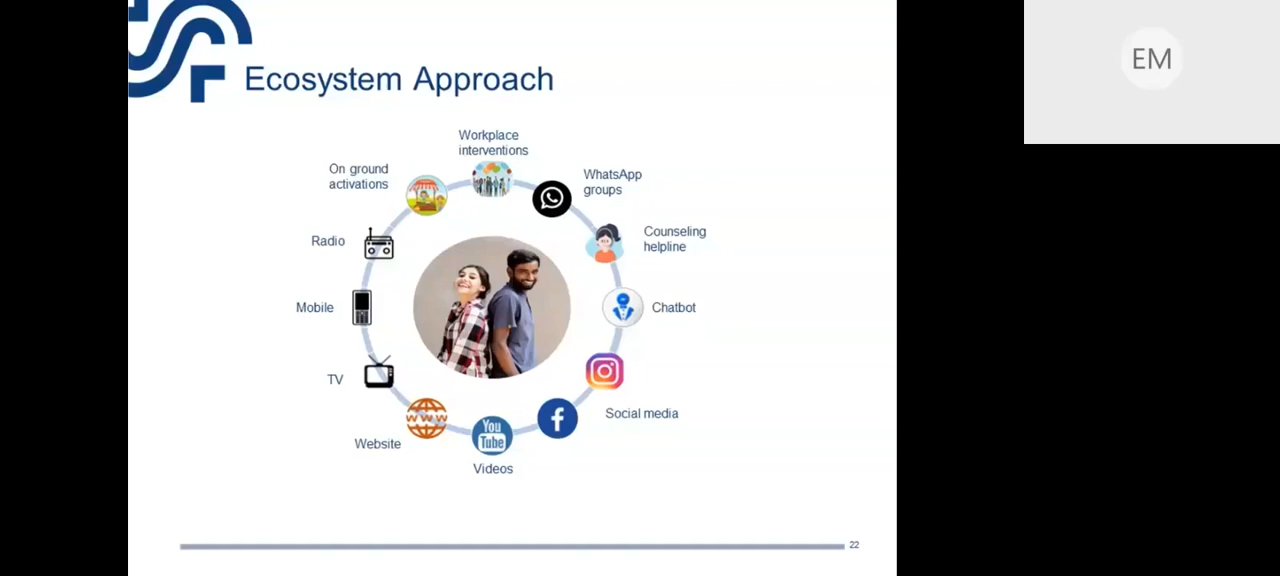 Ecosystem Approach
Workplace
interventions
On ground
activations
WhatsApp
groups
Radio
Counseling
helpline
Mobile
Chatbot
TV
Social media
Website
WWW
You
Tube
f
Videos
22
EM